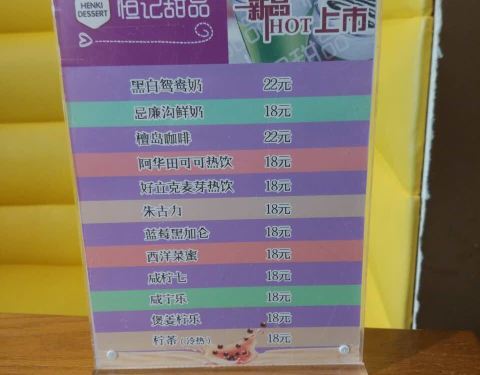 HENKI
DESSERT
恒记甜品
新品
HOT上市
黑白鸳鸯奶 22元
忌廉沟鲜奶 18元
檀岛咖啡 22元
阿华田可可热饮 18元
好立克麦芽热饮 18元
朱古力 18元
蓝莓黑加仑 18元
西洋菜蜜 18元
咸柠七 18元
咸宁乐 18元
煲姜柠乐 18元
柠茶（冷热） 18元